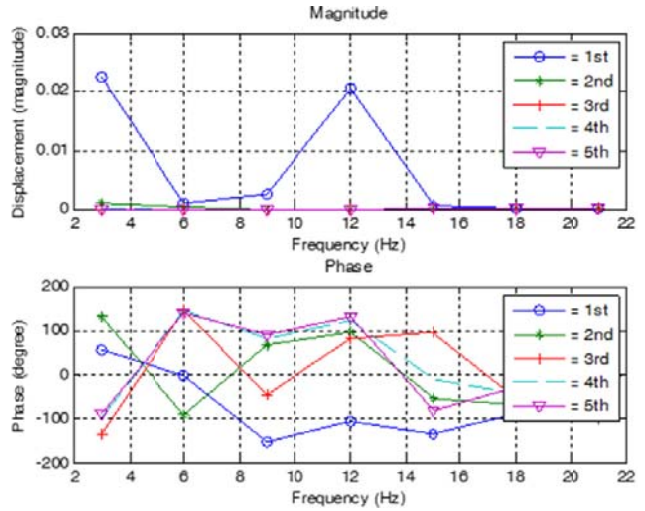 Magnitude
Displacement (magnitude)
0.03
0.02
0.01
0
= 1st
= 2nd
= 3rd
= 4th
= 5th
2 4 6 8 10 12 14 16 18 20 22
Frequency (Hz)
Phase
Phase (degree)
200
100
0
-100
-200
= 1st
= 2nd
= 3rd
= 4th
= 5th
2 4 6 8 10 12 14 16 18 20 22
Frequency (Hz)